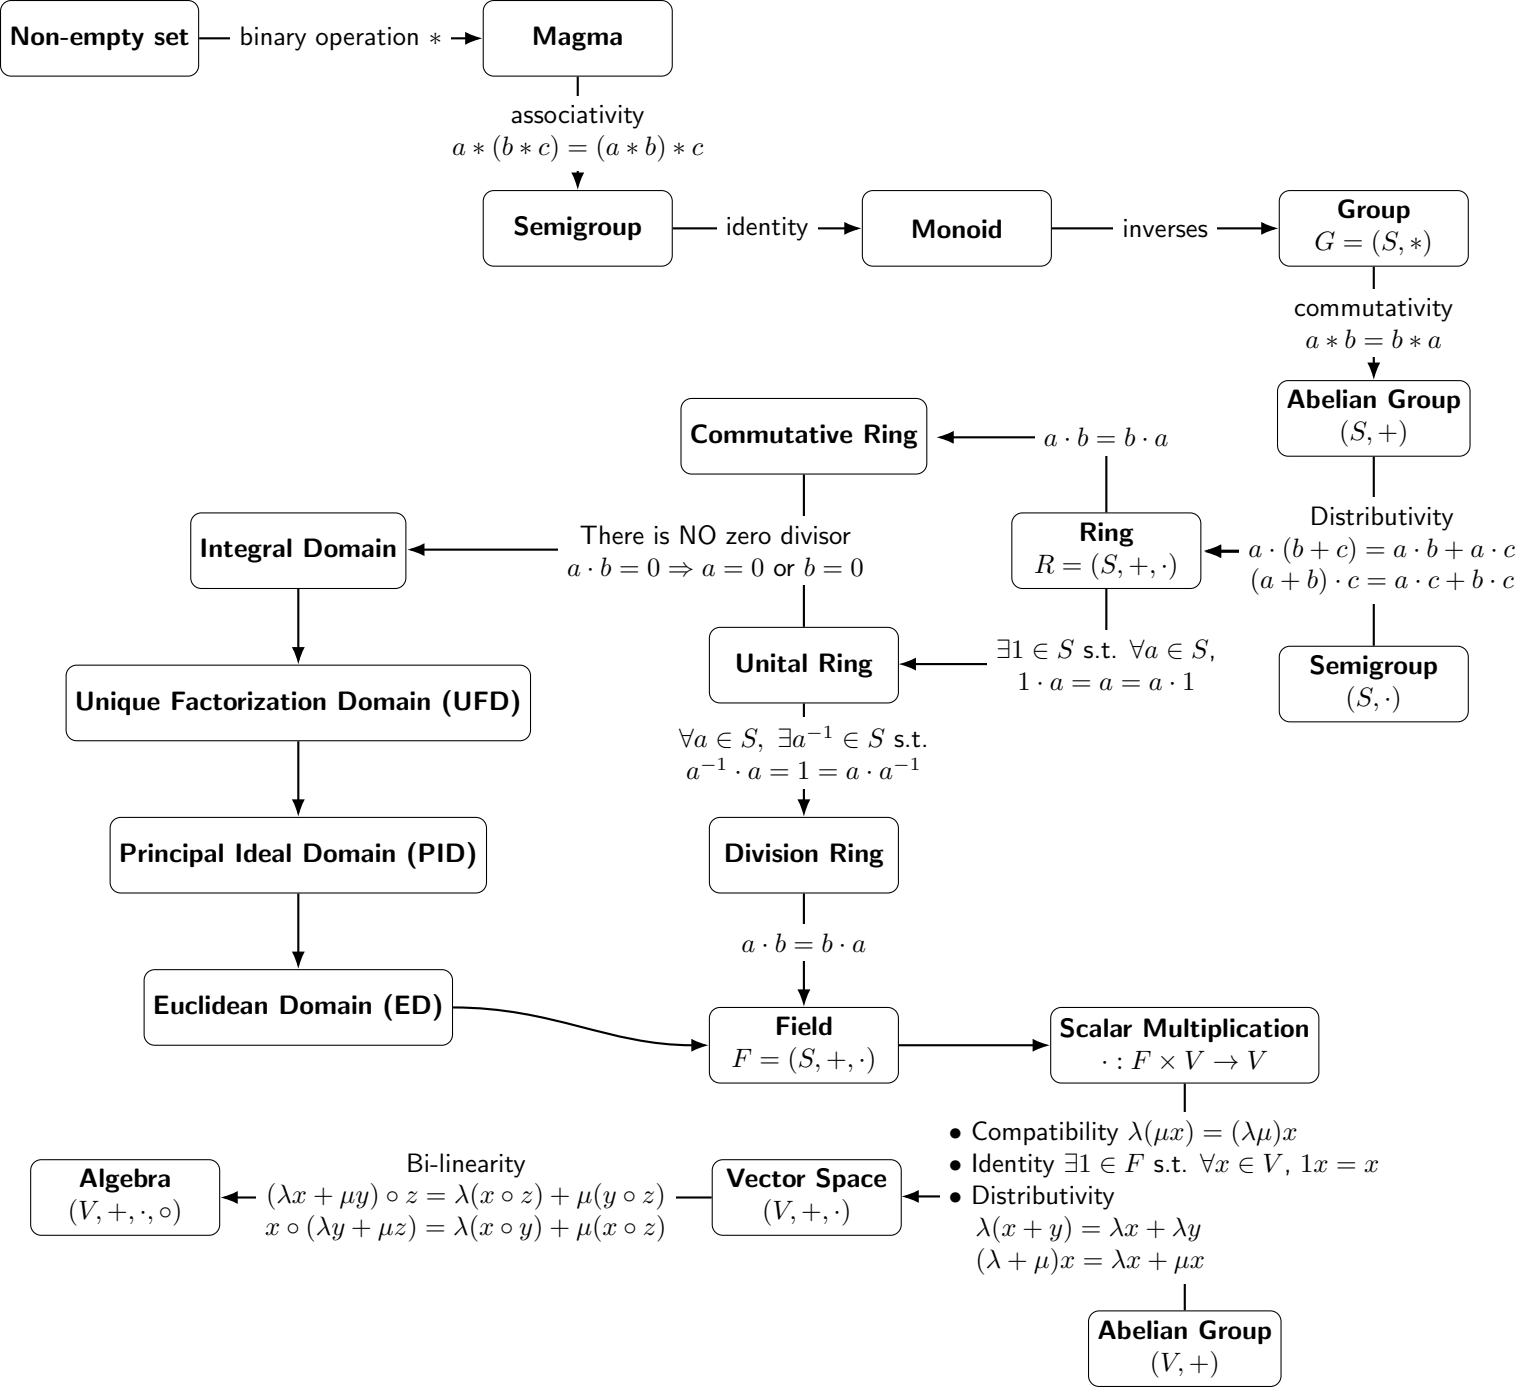 Non-empty set
binary operation ∗
Magma
associativity
a ∗ (b ∗ c) = (a ∗ b) ∗ c
Semigroup
identity
Monoid
inverses
Group
G = (S, ∗)
commutativity
a ∗ b = b ∗ a
Abelian Group
(S, +)
Commutative Ring
a · b = b · a
Integral Domain
There is NO zero divisor
a · b = 0 ⇒ a = 0 or b = 0
Ring
R = (S, +, ·)
Distributivity
a · (b + c) = a · b + a · c
(a + b) · c = a · c + b · c
Unital Ring
∃1 ∈ S s.t. ∀a ∈ S,
1 · a = a = a · 1
Semigroup
(S, ·)
Unique Factorization Domain (UFD)
∀a ∈ S, ∃a⁻¹ ∈ S s.t.
a⁻¹ · a = 1 = a · a⁻¹
Principal Ideal Domain (PID)
Division Ring
a · b = b · a
Euclidean Domain (ED)
Field
F = (S, +, ·)
Scalar Multiplication
· : F × V → V
• Compatibility λ(μx) = (λμ)x
• Identity ∃1 ∈ F s.t. ∀x ∈ V, 1x = x
• Distributivity
λ(x + y) = λx + λy
(λ + μ)x = λx + μx
Algebra
(V, +, ·, ∘)
Bi-linearity
(λx + μy) ∘ z = λ(x ∘ z) + μ(y ∘ z)
x ∘ (λy + μz) = λ(x ∘ y) + μ(x ∘ z)
Vector Space
(V, +, ·)
Abelian Group
(V, +)